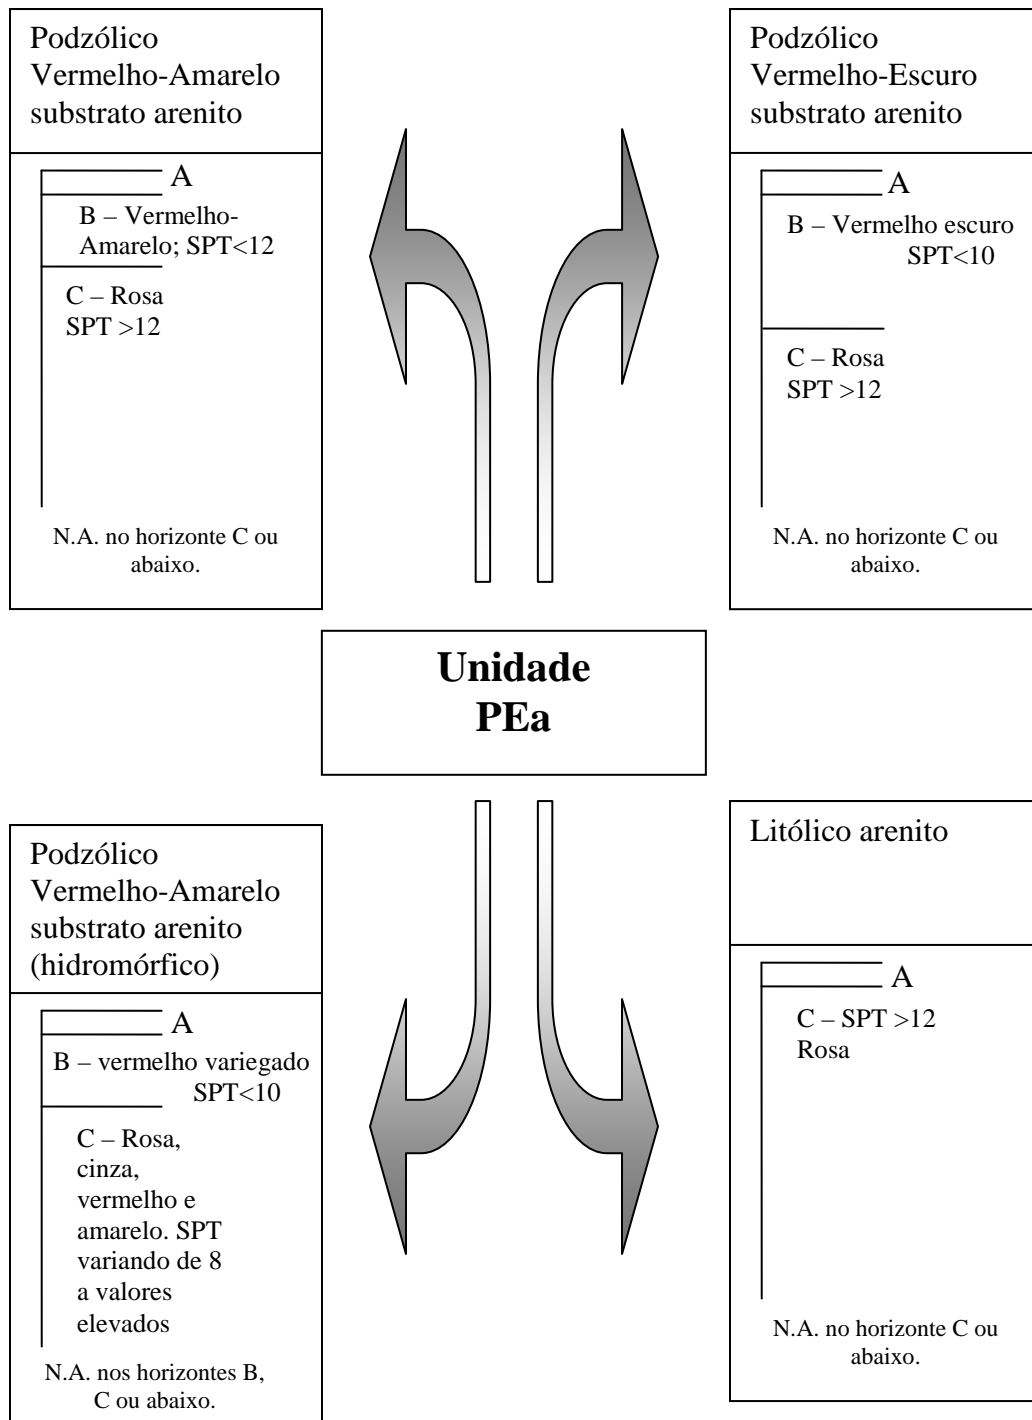 Podzólico
Vermelho-Amarelo
substrato arenito
A
B – Vermelho-
Amarelo; SPT<12
C – Rosa
SPT >12
N.A. no horizonte C ou
abaixo.
Podzólico
Vermelho-Escuro
substrato arenito
A
B – Vermelho escuro
SPT<10
C – Rosa
SPT >12
N.A. no horizonte C ou
abaixo.
Unidade
PEa
Podzólico
Vermelho-Amarelo
substrato arenito
(hidromórfico)
A
B – vermelho variegado
SPT<10
C – Rosa,
cinza,
vermelho e
amarelo. SPT
variando de 8
a valores
elevados
N.A. nos horizontes B,
C ou abaixo.
Litólico arenito
A
C – SPT >12
Rosa
N.A. no horizonte C ou
abaixo.